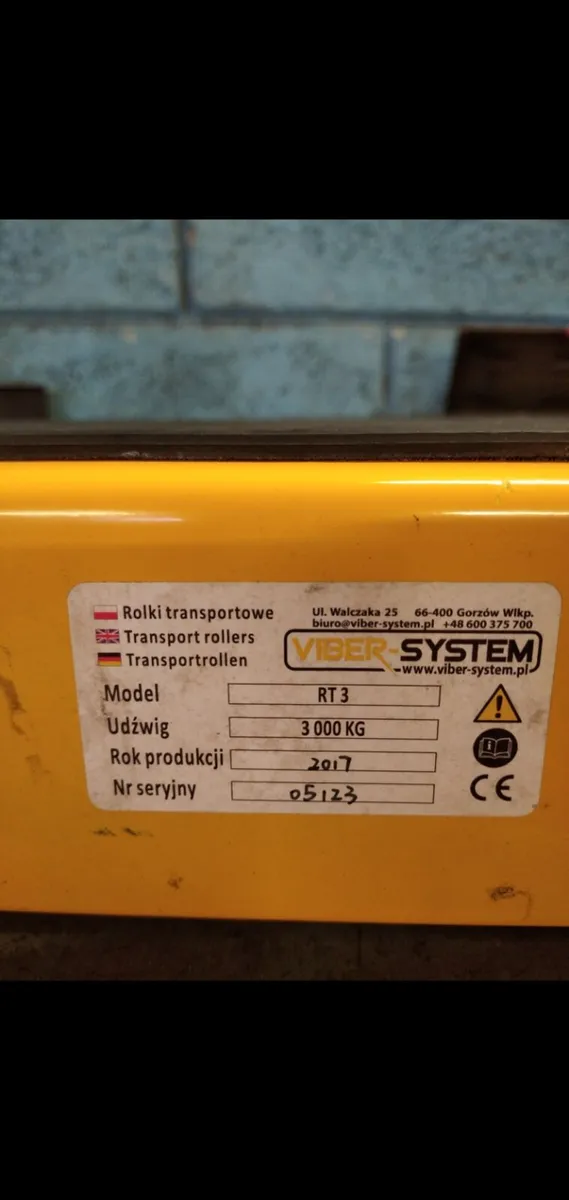 Rolki transportowe
Transport rollers
Transportrollen
Ul. Walczaka 25 66-400 Gorzów Wlkp.
biuro@viber-system.pl +48 600 375 700
VIBER-SYSTEM
www.viber-system.pl
Model RT 3
Udźwig 3 000 KG
Rok produkcji 2017
Nr seryjny 05123
CE